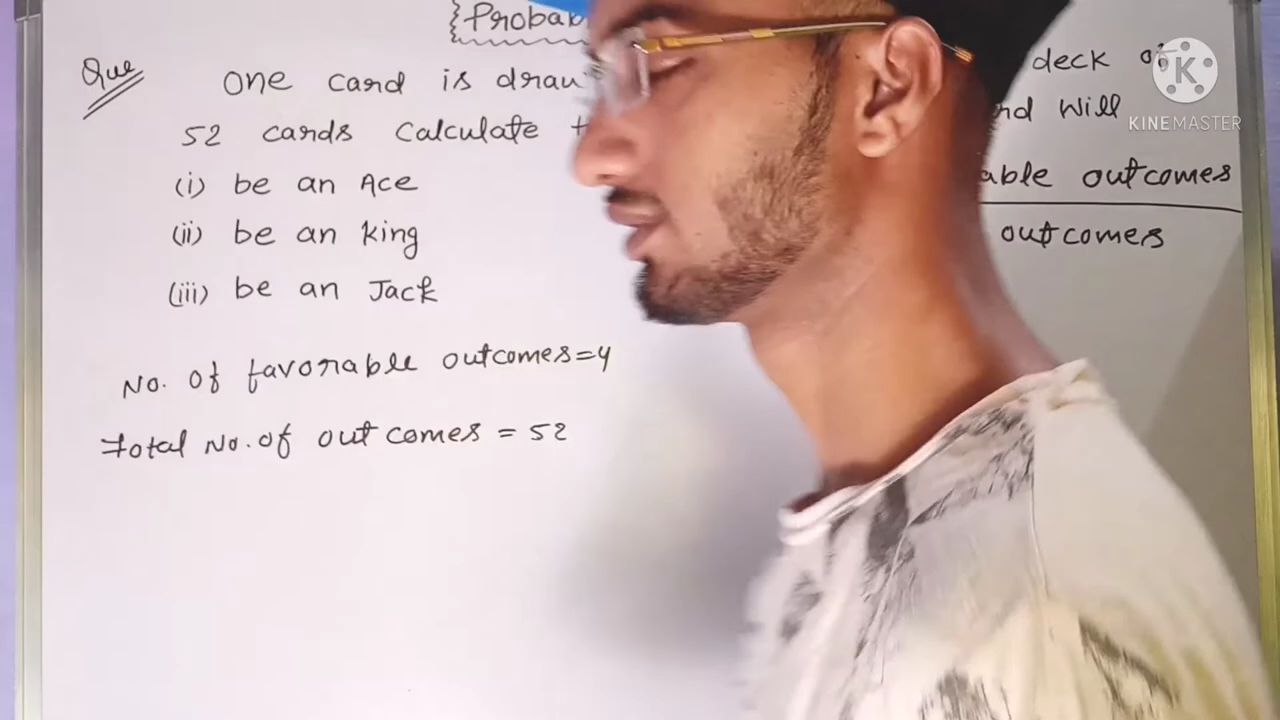 Probab
Que One card is draw deck of
52 cards Calculate t rd will
(i) be an Ace able outcomes
(ii) be an king outcomes
(iii) be an Jack
No. of favorable outcomes=4
Total No. of out comes = 52
K
KINEMASTER